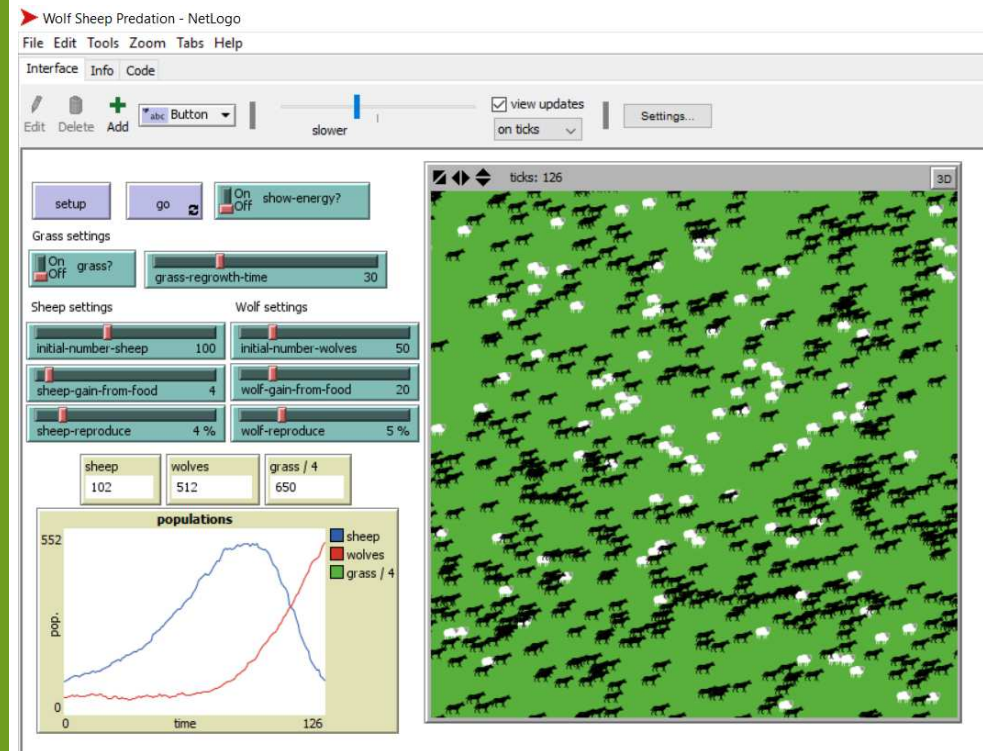 Wolf Sheep Predation - NetLogo
File Edit Tools Zoom Tabs Help
Interface Info Code
Edit Delete Add abc Button slower view updates on ticks Settings...
setup go On Off show-energy? ticks: 126 3D
Grass settings
On Off grass? grass-regrowth-time 30
Sheep settings Wolf settings
initial-number-sheep 100 initial-number-wolves 50
sheep-gain-from-food 4 wolf-gain-from-food 20
sheep-reproduce 4 % wolf-reproduce 5 %
sheep wolves grass / 4
102 512 650
populations
552 sheep
wolves
grass / 4
pop.
0
0 time 126